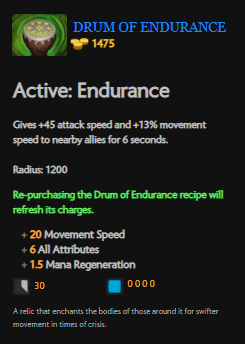 DRUM OF ENDURANCE
1475
Active: Endurance
Gives +45 attack speed and +13% movement
speed to nearby allies for 6 seconds.
Radius: 1200
Re-purchasing the Drum of Endurance recipe will
refresh its charges.
+ 20 Movement Speed
+ 6 All Attributes
+ 1.5 Mana Regeneration
30 0 0 0 0
A relic that enchants the bodies of those around it for swifter
movement in times of crisis.